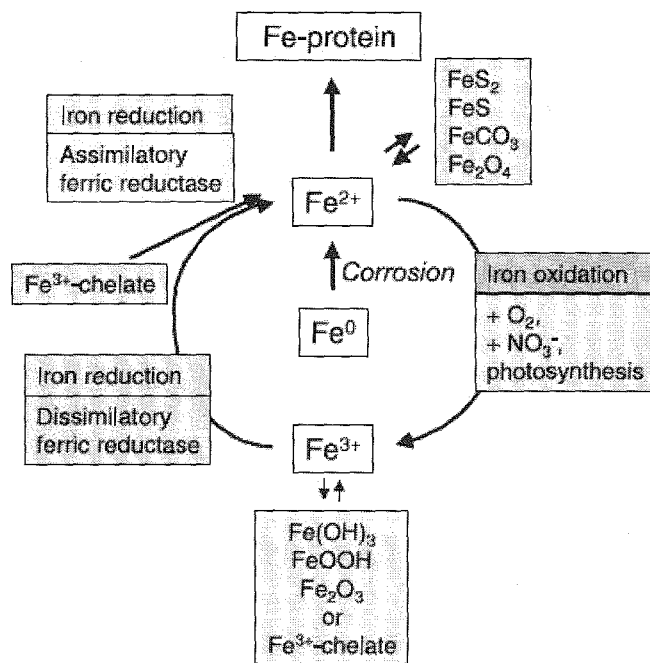 Fe-protein
FeS₂
FeS
FeCO₃
Fe₂O₄
Iron reduction
Assimilatory
ferric reductase
Fe²⁺
Fe³⁺-chelate
Corrosion
Iron oxidation
+ O₂,
+ NO₃⁻,
photosynthesis
Fe⁰
Iron reduction
Dissimilatory
ferric reductase
Fe³⁺
Fe(OH)₃
FeOOH
Fe₂O₃
or
Fe³⁺-chelate